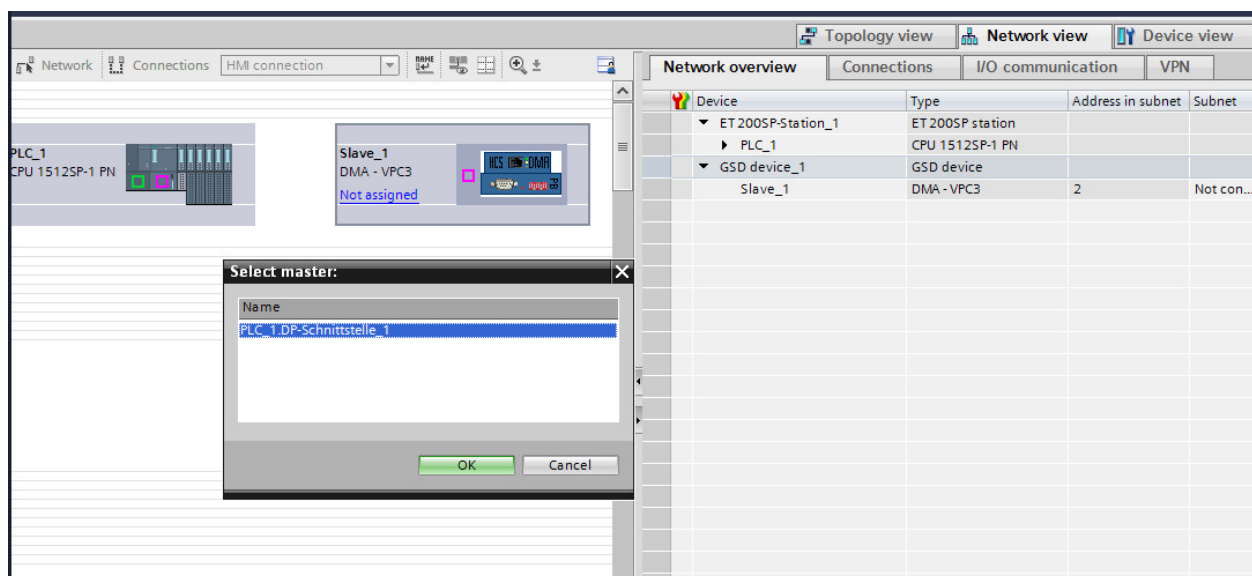 Topology view
Network view
Device view
Network
Connections
HMI connection
Network overview
Connections
I/O communication
VPN
Device
Type
Address in subnet
Subnet
ET 200SP-Station_1
ET 200SP station
PLC_1
CPU 1512SP-1 PN
GSD device_1
GSD device
Slave_1
DMA - VPC3
2
Not con...
PLC_1
CPU 1512SP-1 PN
Slave_1
DMA - VPC3
Not assigned
Select master:
Name
PLC_1.DP-Schnittstelle_1
OK
Cancel